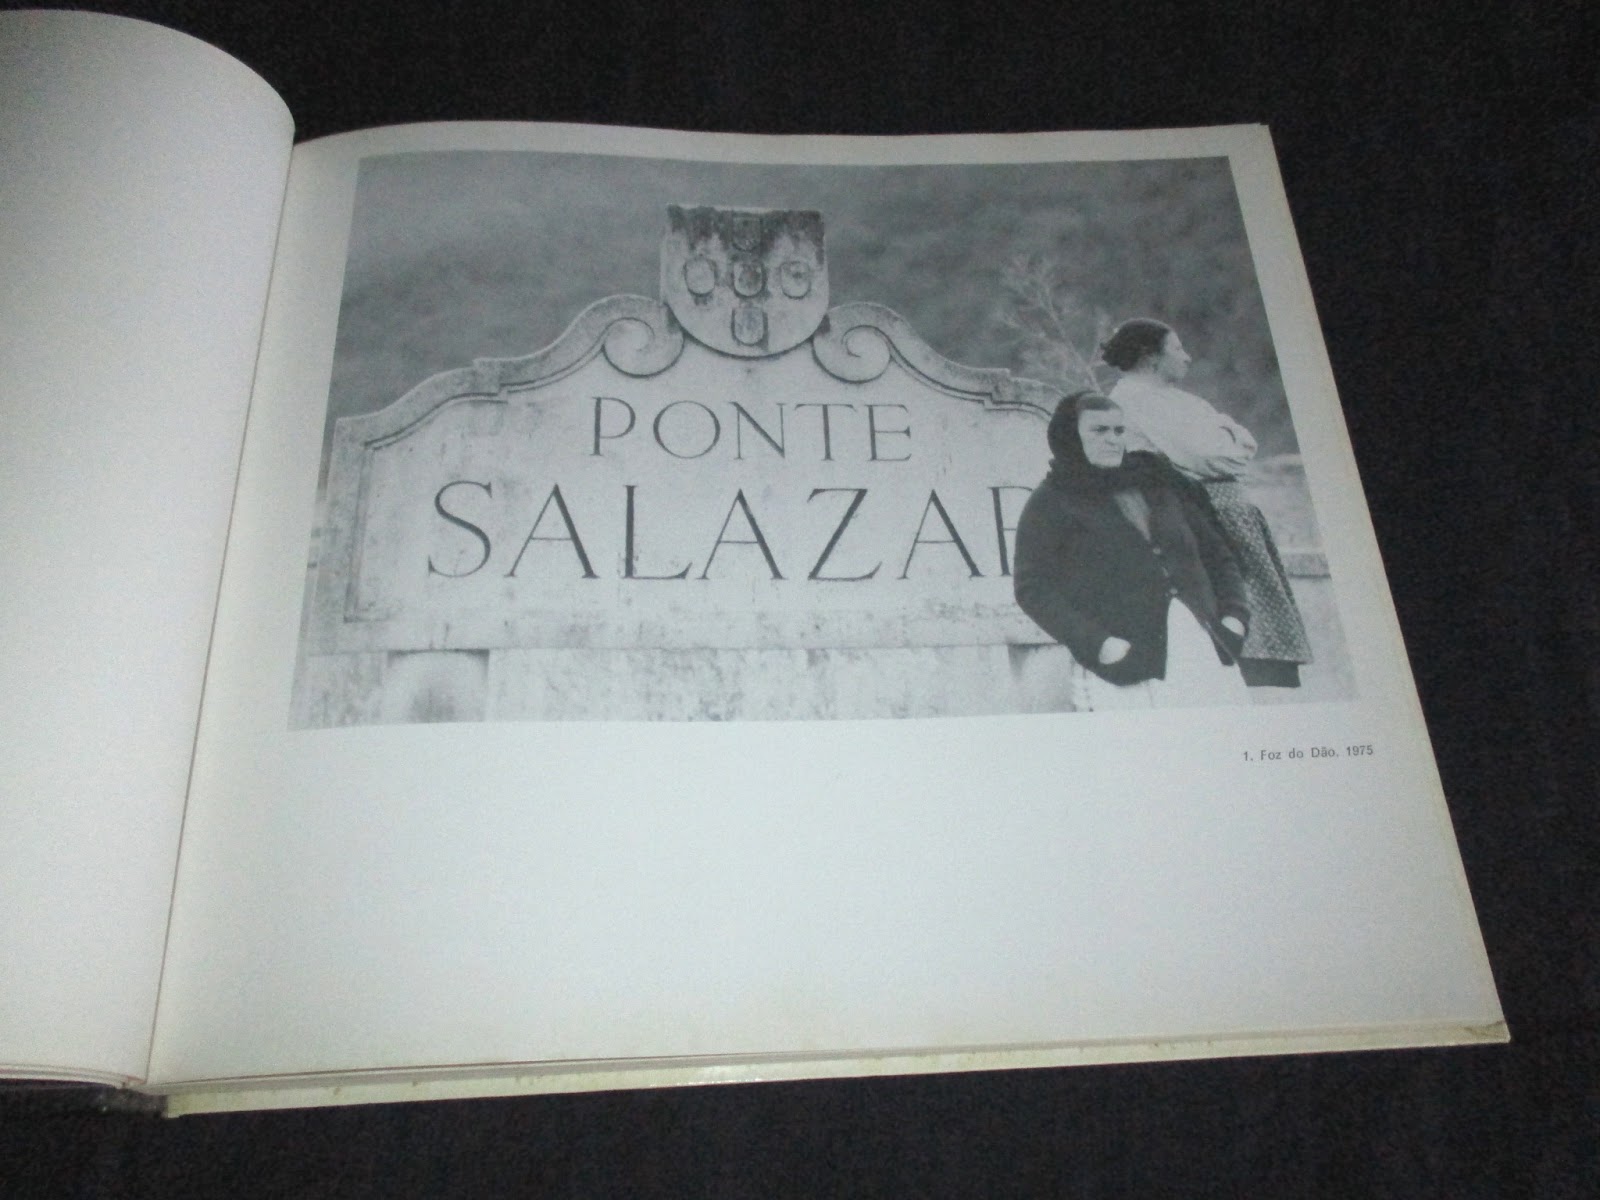 PONTE
SALAZAR
1. Foz do Dão. 1975